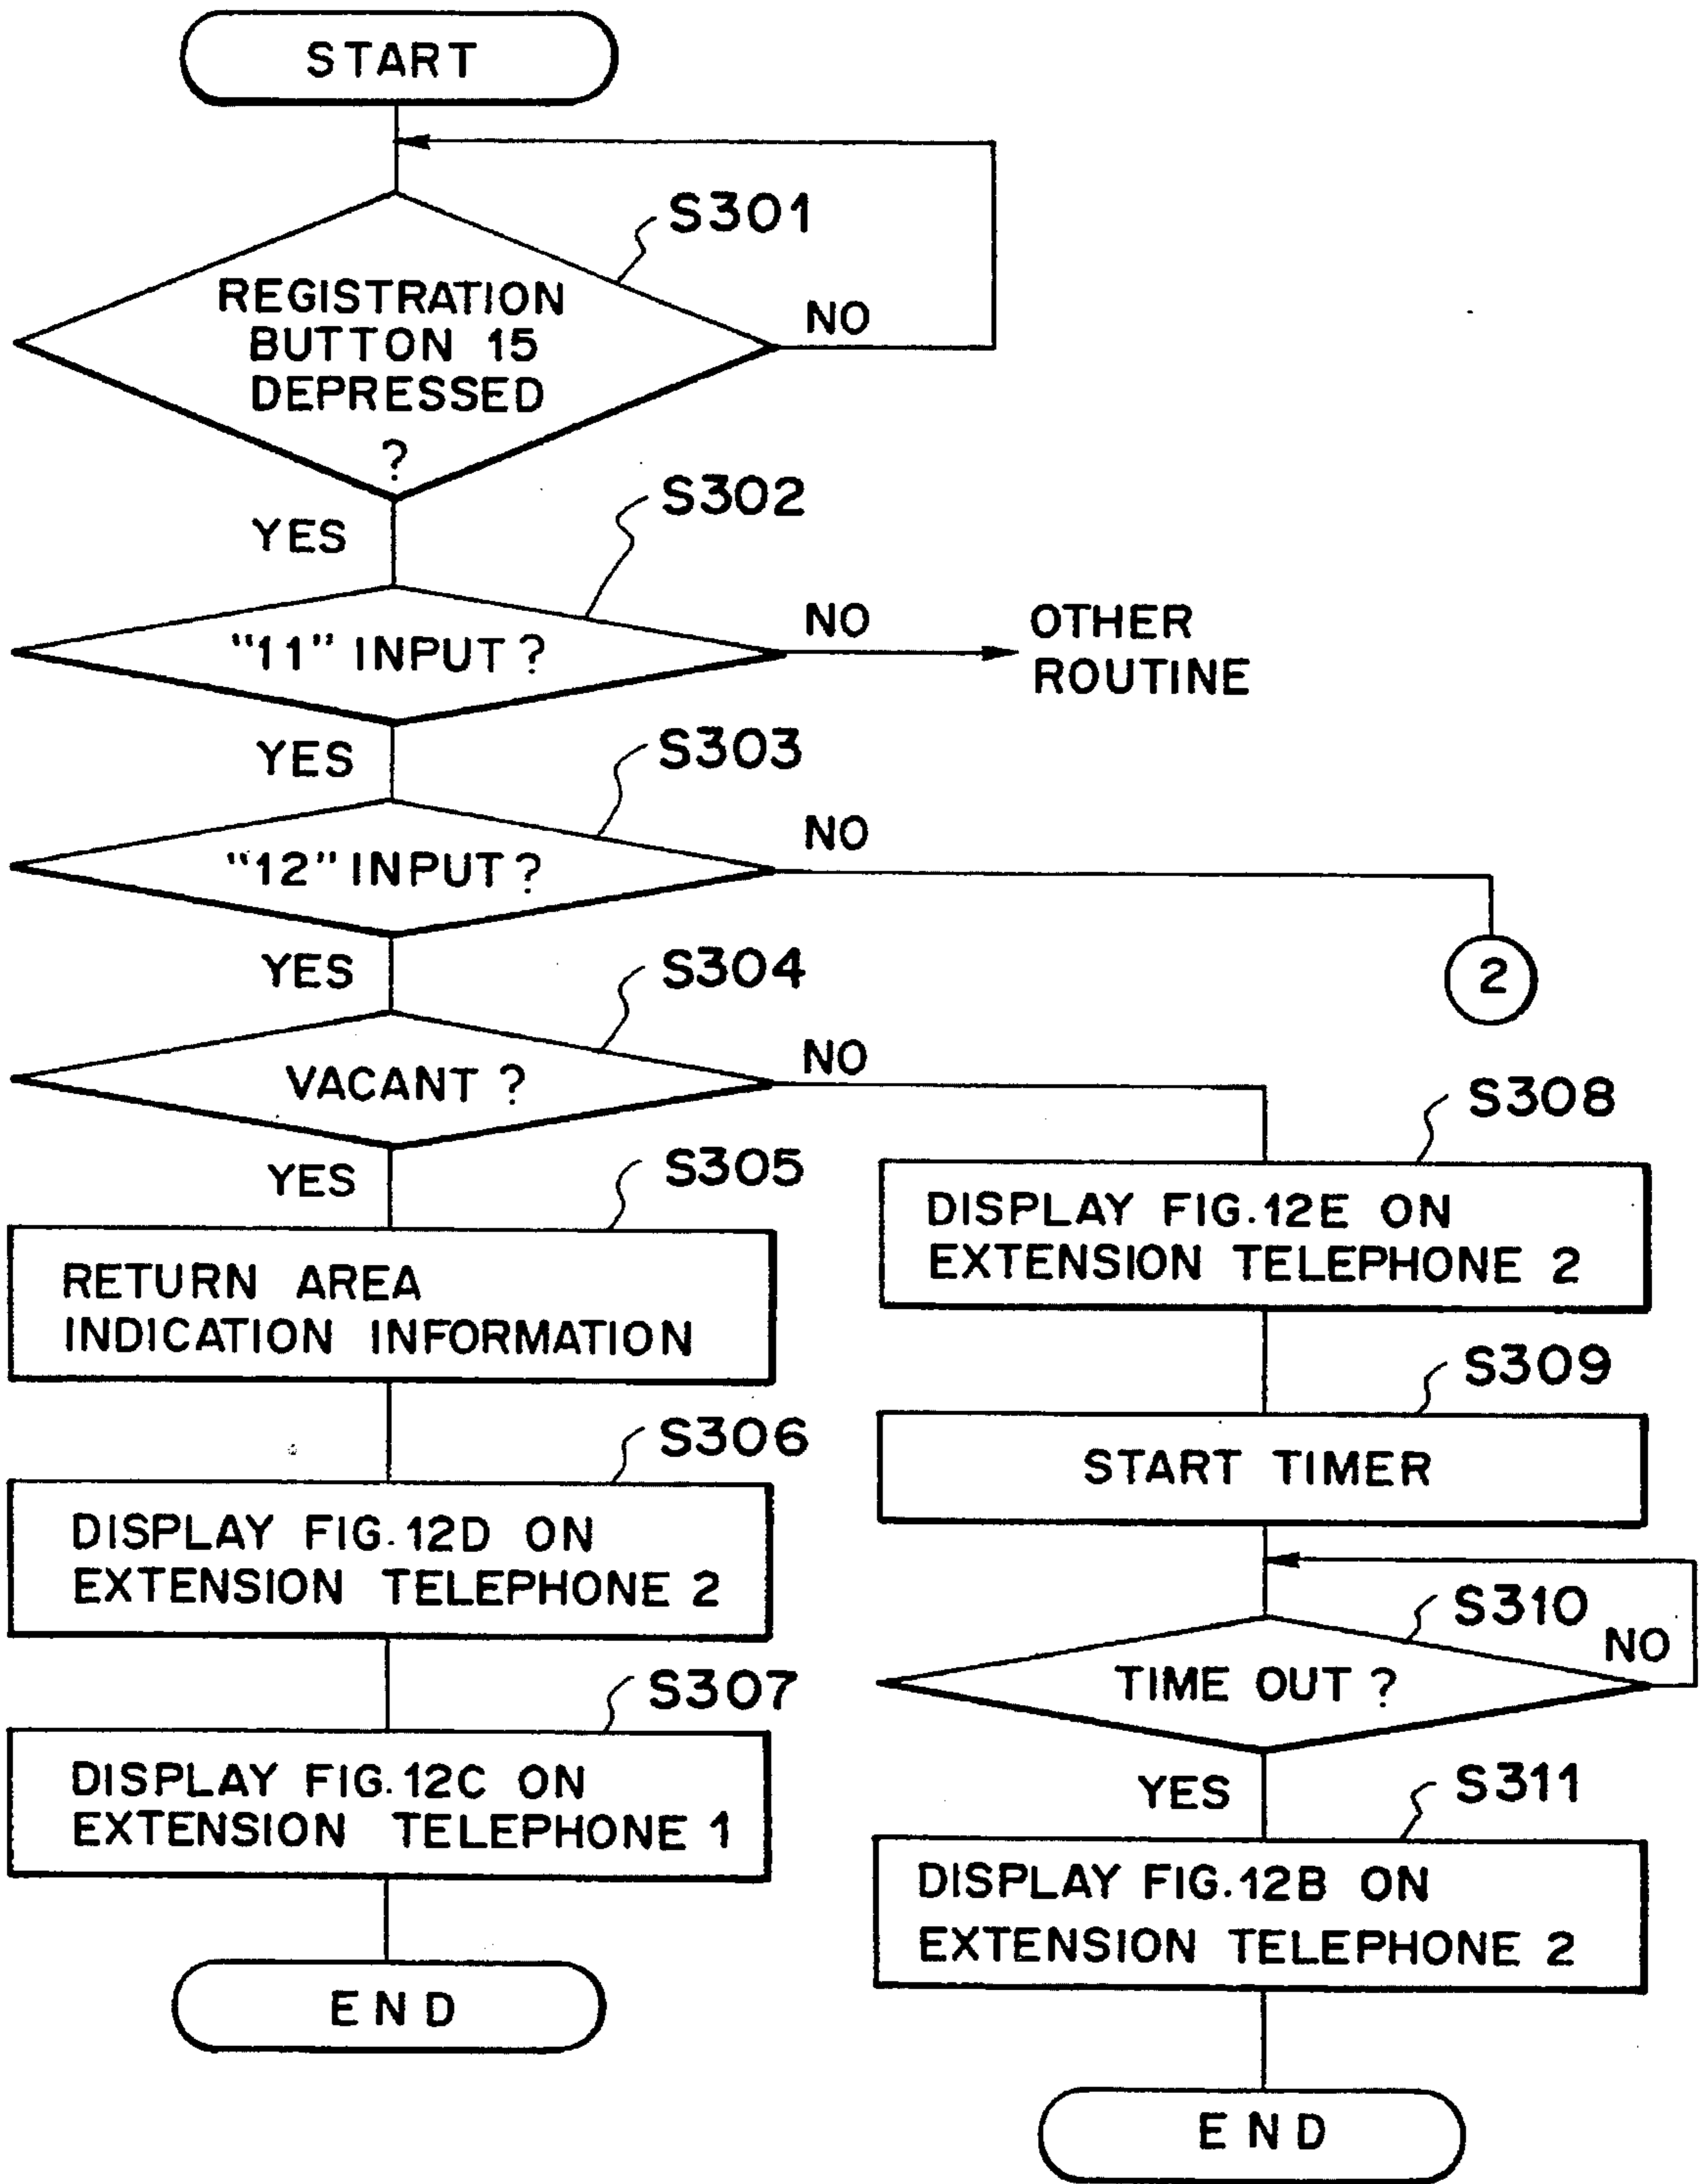 START
S301
REGISTRATION
BUTTON 15
DEPRESSED
?
NO
YES
S302
"11" INPUT ?
NO
OTHER
ROUTINE
YES
S303
"12" INPUT ?
NO
2
YES
S304
VACANT ?
NO
YES
S305
RETURN AREA
INDICATION INFORMATION
S306
DISPLAY FIG. 12D ON
EXTENSION TELEPHONE 2
S307
DISPLAY FIG. 12C ON
EXTENSION TELEPHONE 1
END
S308
DISPLAY FIG. 12E ON
EXTENSION TELEPHONE 2
S309
START TIMER
S310
NO
TIME OUT ?
YES
S311
DISPLAY FIG. 12B ON
EXTENSION TELEPHONE 2
END